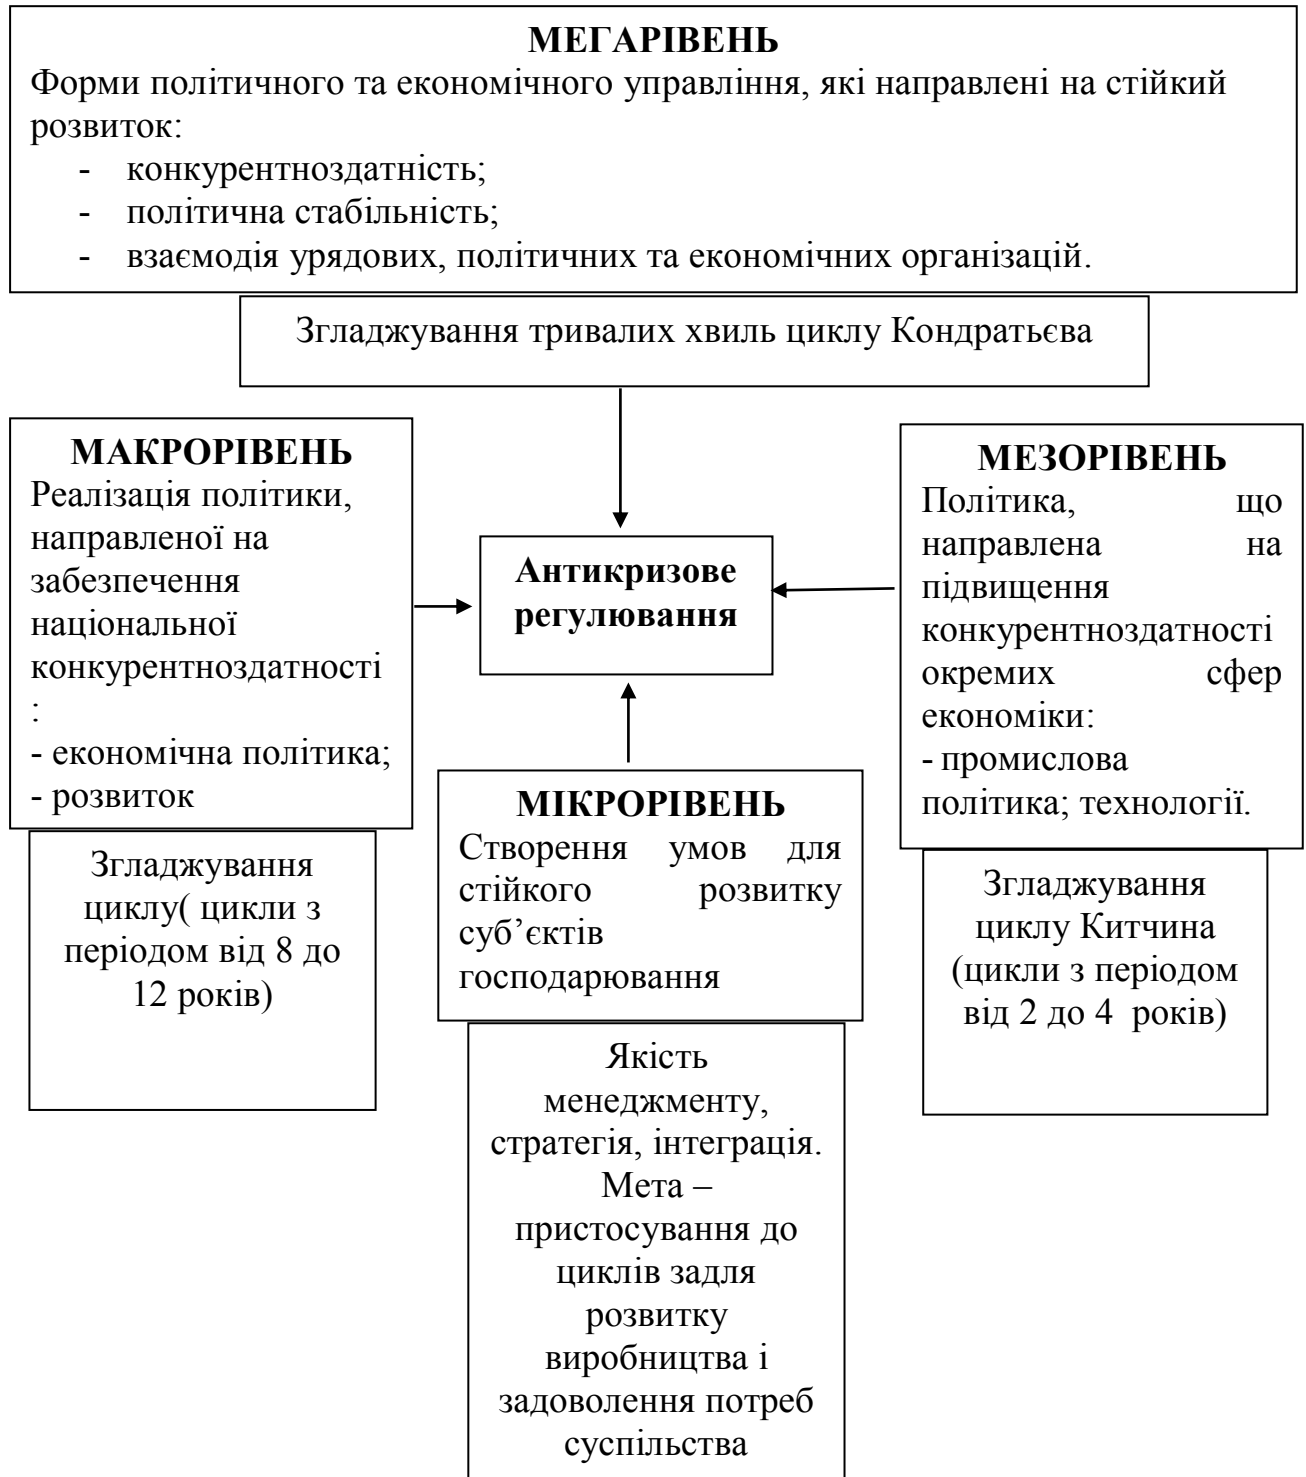 МЕГАРІВЕНЬ
Форми політичного та економічного управління, які направлені на стійкий
розвиток:
- конкурентноздатність;
- політична стабільність;
- взаємодія урядових, політичних та економічних організацій.
Згладжування тривалих хвиль циклу Кондратьєва
МАКРОРІВЕНЬ
Реалізація політики,
направленої на
забезпечення
національної
конкурентноздатності
:
- економічна політика;
- розвиток
Згладжування
циклу( цикли з
періодом від 8 до
12 років)
Антикризове
регулювання
МІКРОРІВЕНЬ
Створення умов для
стійкого розвитку
суб’єктів
господарювання
Якість
менеджменту,
стратегія, інтеграція.
Мета –
пристосування до
циклів задля
розвитку
виробництва і
задоволення потреб
суспільства
МЕЗОРІВЕНЬ
Політика, що
направлена на
підвищення
конкурентноздатності
окремих сфер
економіки:
- промислова
політика; технології.
Згладжування
циклу Китчина
(цикли з періодом
від 2 до 4 років)